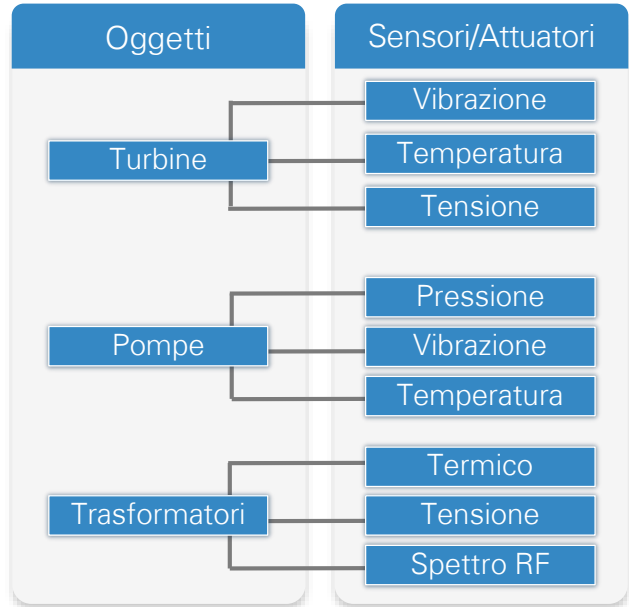 Oggetti
Sensori/Attuatori
Turbine
Vibrazione
Temperatura
Tensione
Pompe
Pressione
Vibrazione
Temperatura
Trasformatori
Termico
Tensione
Spettro RF